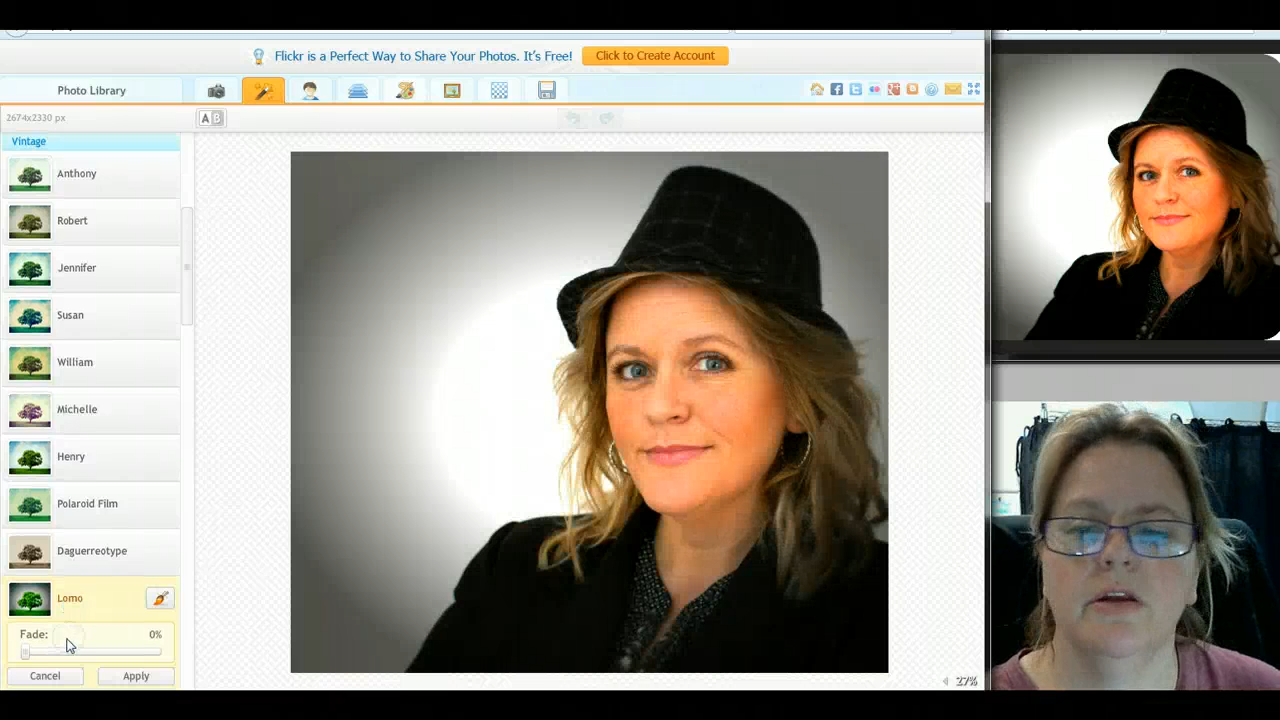 Flickr is a Perfect Way to Share Your Photos. It's Free!
Click to Create Account
Photo Library
2674x2330 px
A B
Vintage
Anthony
Robert
Jennifer
Susan
William
Michelle
Henry
Polaroid Film
Daguerreotype
Lomo
Fade: 0%
Cancel Apply
27%